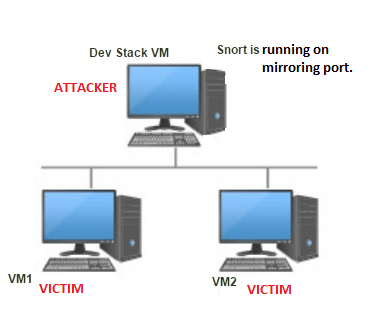 Dev Stack VM
Snort is running on
mirroring port.
ATTACKER
VM1 VICTIM
VM2 VICTIM